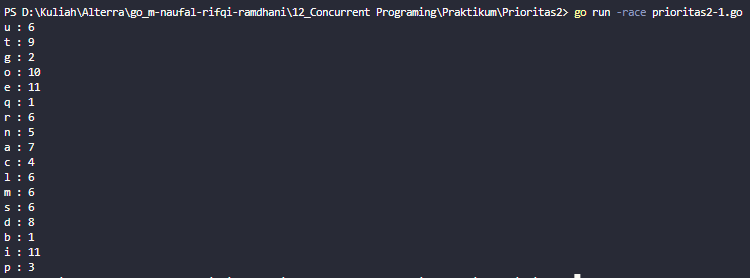 PS D:\Kuliah\Alterra\go_m-naufal-rifqi-ramdhani\12_Concurrent Programing\Praktikum\Prioritas2> go run -race prioritas2-1.go
u : 6
t : 9
g : 2
o : 10
e : 11
q : 1
r : 6
n : 5
a : 7
c : 4
l : 6
m : 6
s : 6
d : 8
b : 1
i : 11
p : 3